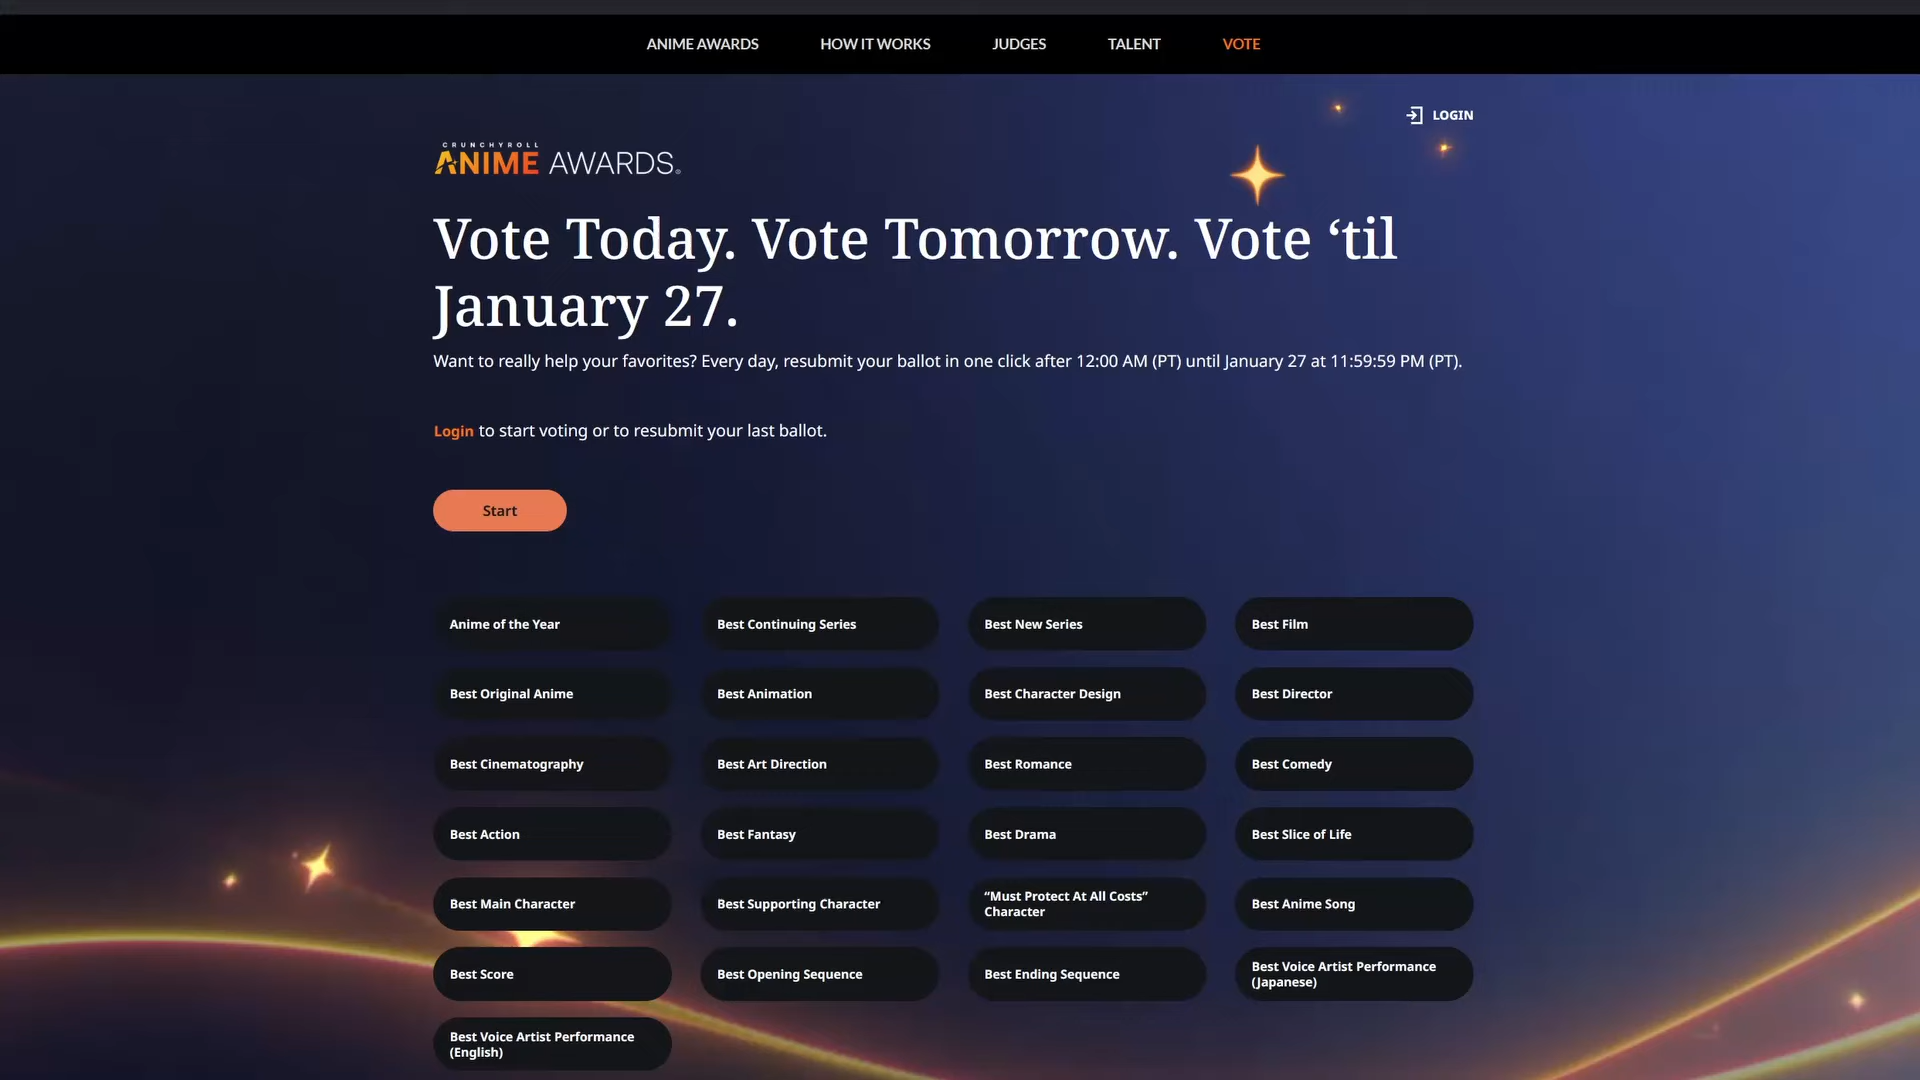 ANIME AWARDS HOW IT WORKS JUDGES TALENT VOTE
LOGIN
CRUNCHYROLL
ANIME AWARDS®
Vote Today. Vote Tomorrow. Vote ‘til
January 27.
Want to really help your favorites? Every day, resubmit your ballot in one click after 12:00 AM (PT) until January 27 at 11:59:59 PM (PT).
Login to start voting or to resubmit your last ballot.
Start
Anime of the Year
Best Continuing Series
Best New Series
Best Film
Best Original Anime
Best Animation
Best Character Design
Best Director
Best Cinematography
Best Art Direction
Best Romance
Best Comedy
Best Action
Best Fantasy
Best Drama
Best Slice of Life
Best Main Character
Best Supporting Character
“Must Protect At All Costs”
Character
Best Anime Song
Best Score
Best Opening Sequence
Best Ending Sequence
Best Voice Artist Performance
(Japanese)
Best Voice Artist Performance
(English)